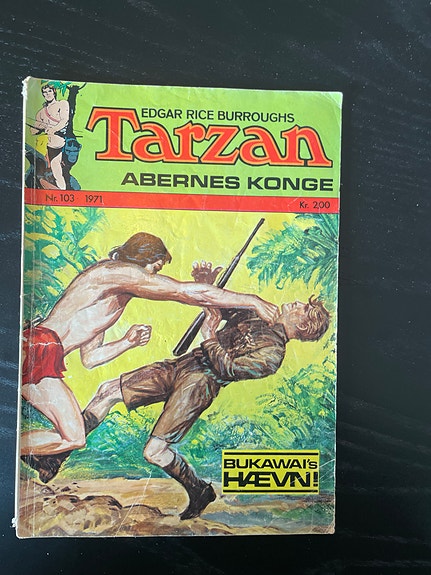 EDGAR RICE BURROUGHS
Tarzan
ABERNES KONGE
Nr. 103 1971 Kr. 2,00
BUKAWAI's
HÆVN!